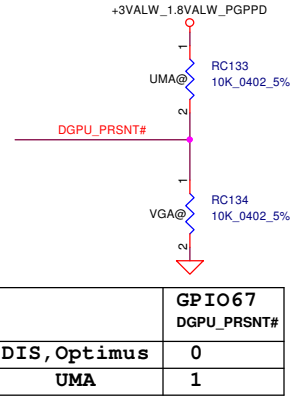 +3VALW_1.8VALW_PGPPD
1
RC133
UMA@
10K_0402_5%
2
DGPU_PRSNT#
1
RC134
VGA@
10K_0402_5%
2
GPIO67
DGPU_PRSNT#
DIS,Optimus 0
UMA 1